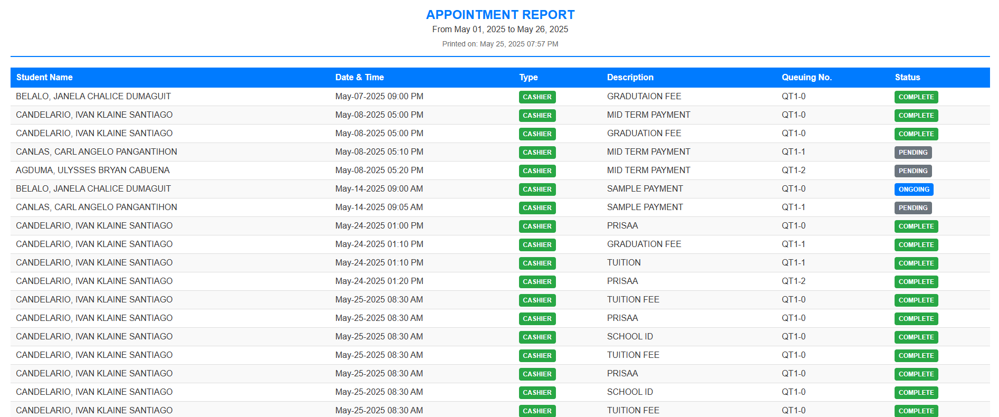 APPOINTMENT REPORT
From May 01, 2025 to May 26, 2025
Printed on: May 25, 2025 07:57 PM
Student Name Date & Time Type Description Queuing No. Status
BELALO, JANELA CHALICE DUMAGUIT May-07-2025 09:00 PM CASHIER GRADUTAION FEE QT1-0 COMPLETE
CANDELARIO, IVAN KLAINE SANTIAGO May-08-2025 05:00 PM CASHIER MID TERM PAYMENT QT1-0 COMPLETE
CANDELARIO, IVAN KLAINE SANTIAGO May-08-2025 05:00 PM CASHIER GRADUATION FEE QT1-0 COMPLETE
CANLAS, CARL ANGELO PANGANTIHON May-08-2025 05:10 PM CASHIER MID TERM PAYMENT QT1-1 PENDING
AGDUMA, ULYSSES BRYAN CABUENA May-08-2025 05:20 PM CASHIER MID TERM PAYMENT QT1-2 PENDING
BELALO, JANELA CHALICE DUMAGUIT May-14-2025 09:00 AM CASHIER SAMPLE PAYMENT QT1-0 ONGOING
CANLAS, CARL ANGELO PANGANTIHON May-14-2025 09:05 AM CASHIER SAMPLE PAYMENT QT1-1 PENDING
CANDELARIO, IVAN KLAINE SANTIAGO May-24-2025 01:00 PM CASHIER PRISAA QT1-0 COMPLETE
CANDELARIO, IVAN KLAINE SANTIAGO May-24-2025 01:10 PM CASHIER GRADUATION FEE QT1-1 COMPLETE
CANDELARIO, IVAN KLAINE SANTIAGO May-24-2025 01:10 PM CASHIER TUITION QT1-1 COMPLETE
CANDELARIO, IVAN KLAINE SANTIAGO May-24-2025 01:20 PM CASHIER PRISAA QT1-2 COMPLETE
CANDELARIO, IVAN KLAINE SANTIAGO May-25-2025 08:30 AM CASHIER TUITION FEE QT1-0 COMPLETE
CANDELARIO, IVAN KLAINE SANTIAGO May-25-2025 08:30 AM CASHIER PRISAA QT1-0 COMPLETE
CANDELARIO, IVAN KLAINE SANTIAGO May-25-2025 08:30 AM CASHIER SCHOOL ID QT1-0 COMPLETE
CANDELARIO, IVAN KLAINE SANTIAGO May-25-2025 08:30 AM CASHIER TUITION FEE QT1-0 COMPLETE
CANDELARIO, IVAN KLAINE SANTIAGO May-25-2025 08:30 AM CASHIER PRISAA QT1-0 COMPLETE
CANDELARIO, IVAN KLAINE SANTIAGO May-25-2025 08:30 AM CASHIER SCHOOL ID QT1-0 COMPLETE
CANDELARIO, IVAN KLAINE SANTIAGO May-25-2025 08:30 AM CASHIER TUITION FEE QT1-0 COMPLETE